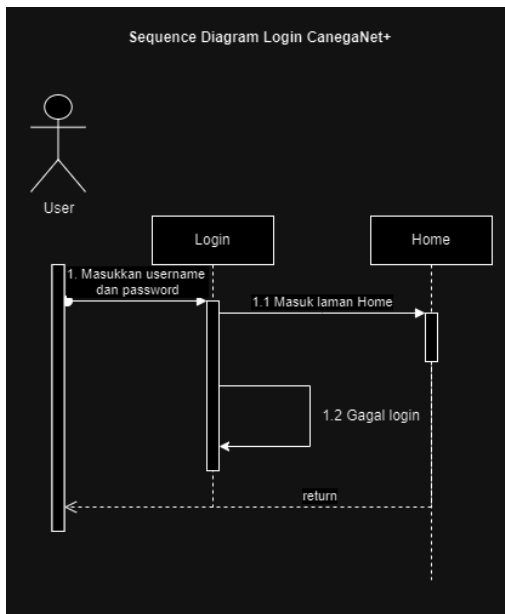 Sequence Diagram Login CanegaNet+
User
Login
Home
1. Masukkan username
dan password
1.1 Masuk laman Home
1.2 Gagal login
return